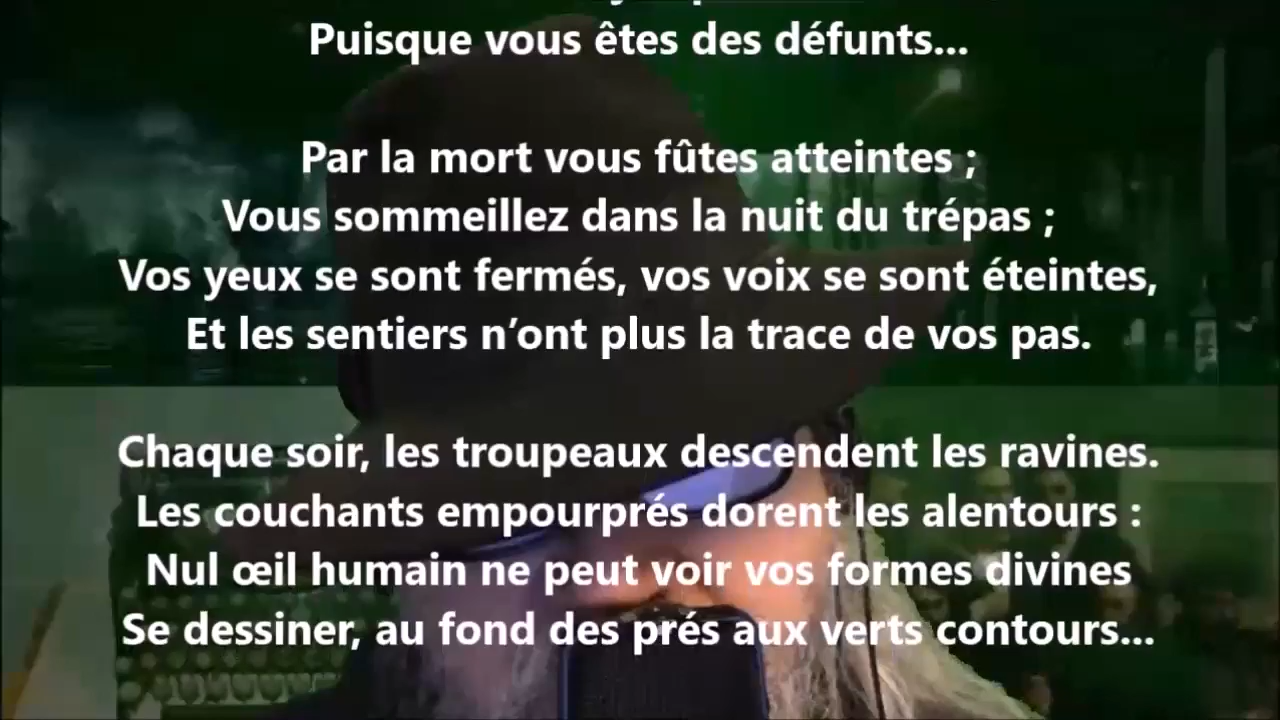 Puisque vous êtes des défunts...
Par la mort vous fûtes atteintes ;
Vous sommeillez dans la nuit du trépas ;
Vos yeux se sont fermés, vos voix se sont éteintes,
Et les sentiers n’ont plus la trace de vos pas.
Chaque soir, les troupeaux descendent les ravines.
Les couchants empourprés dorent les alentours :
Nul œil humain ne peut voir vos formes divines
Se dessiner, au fond des prés aux verts contours...